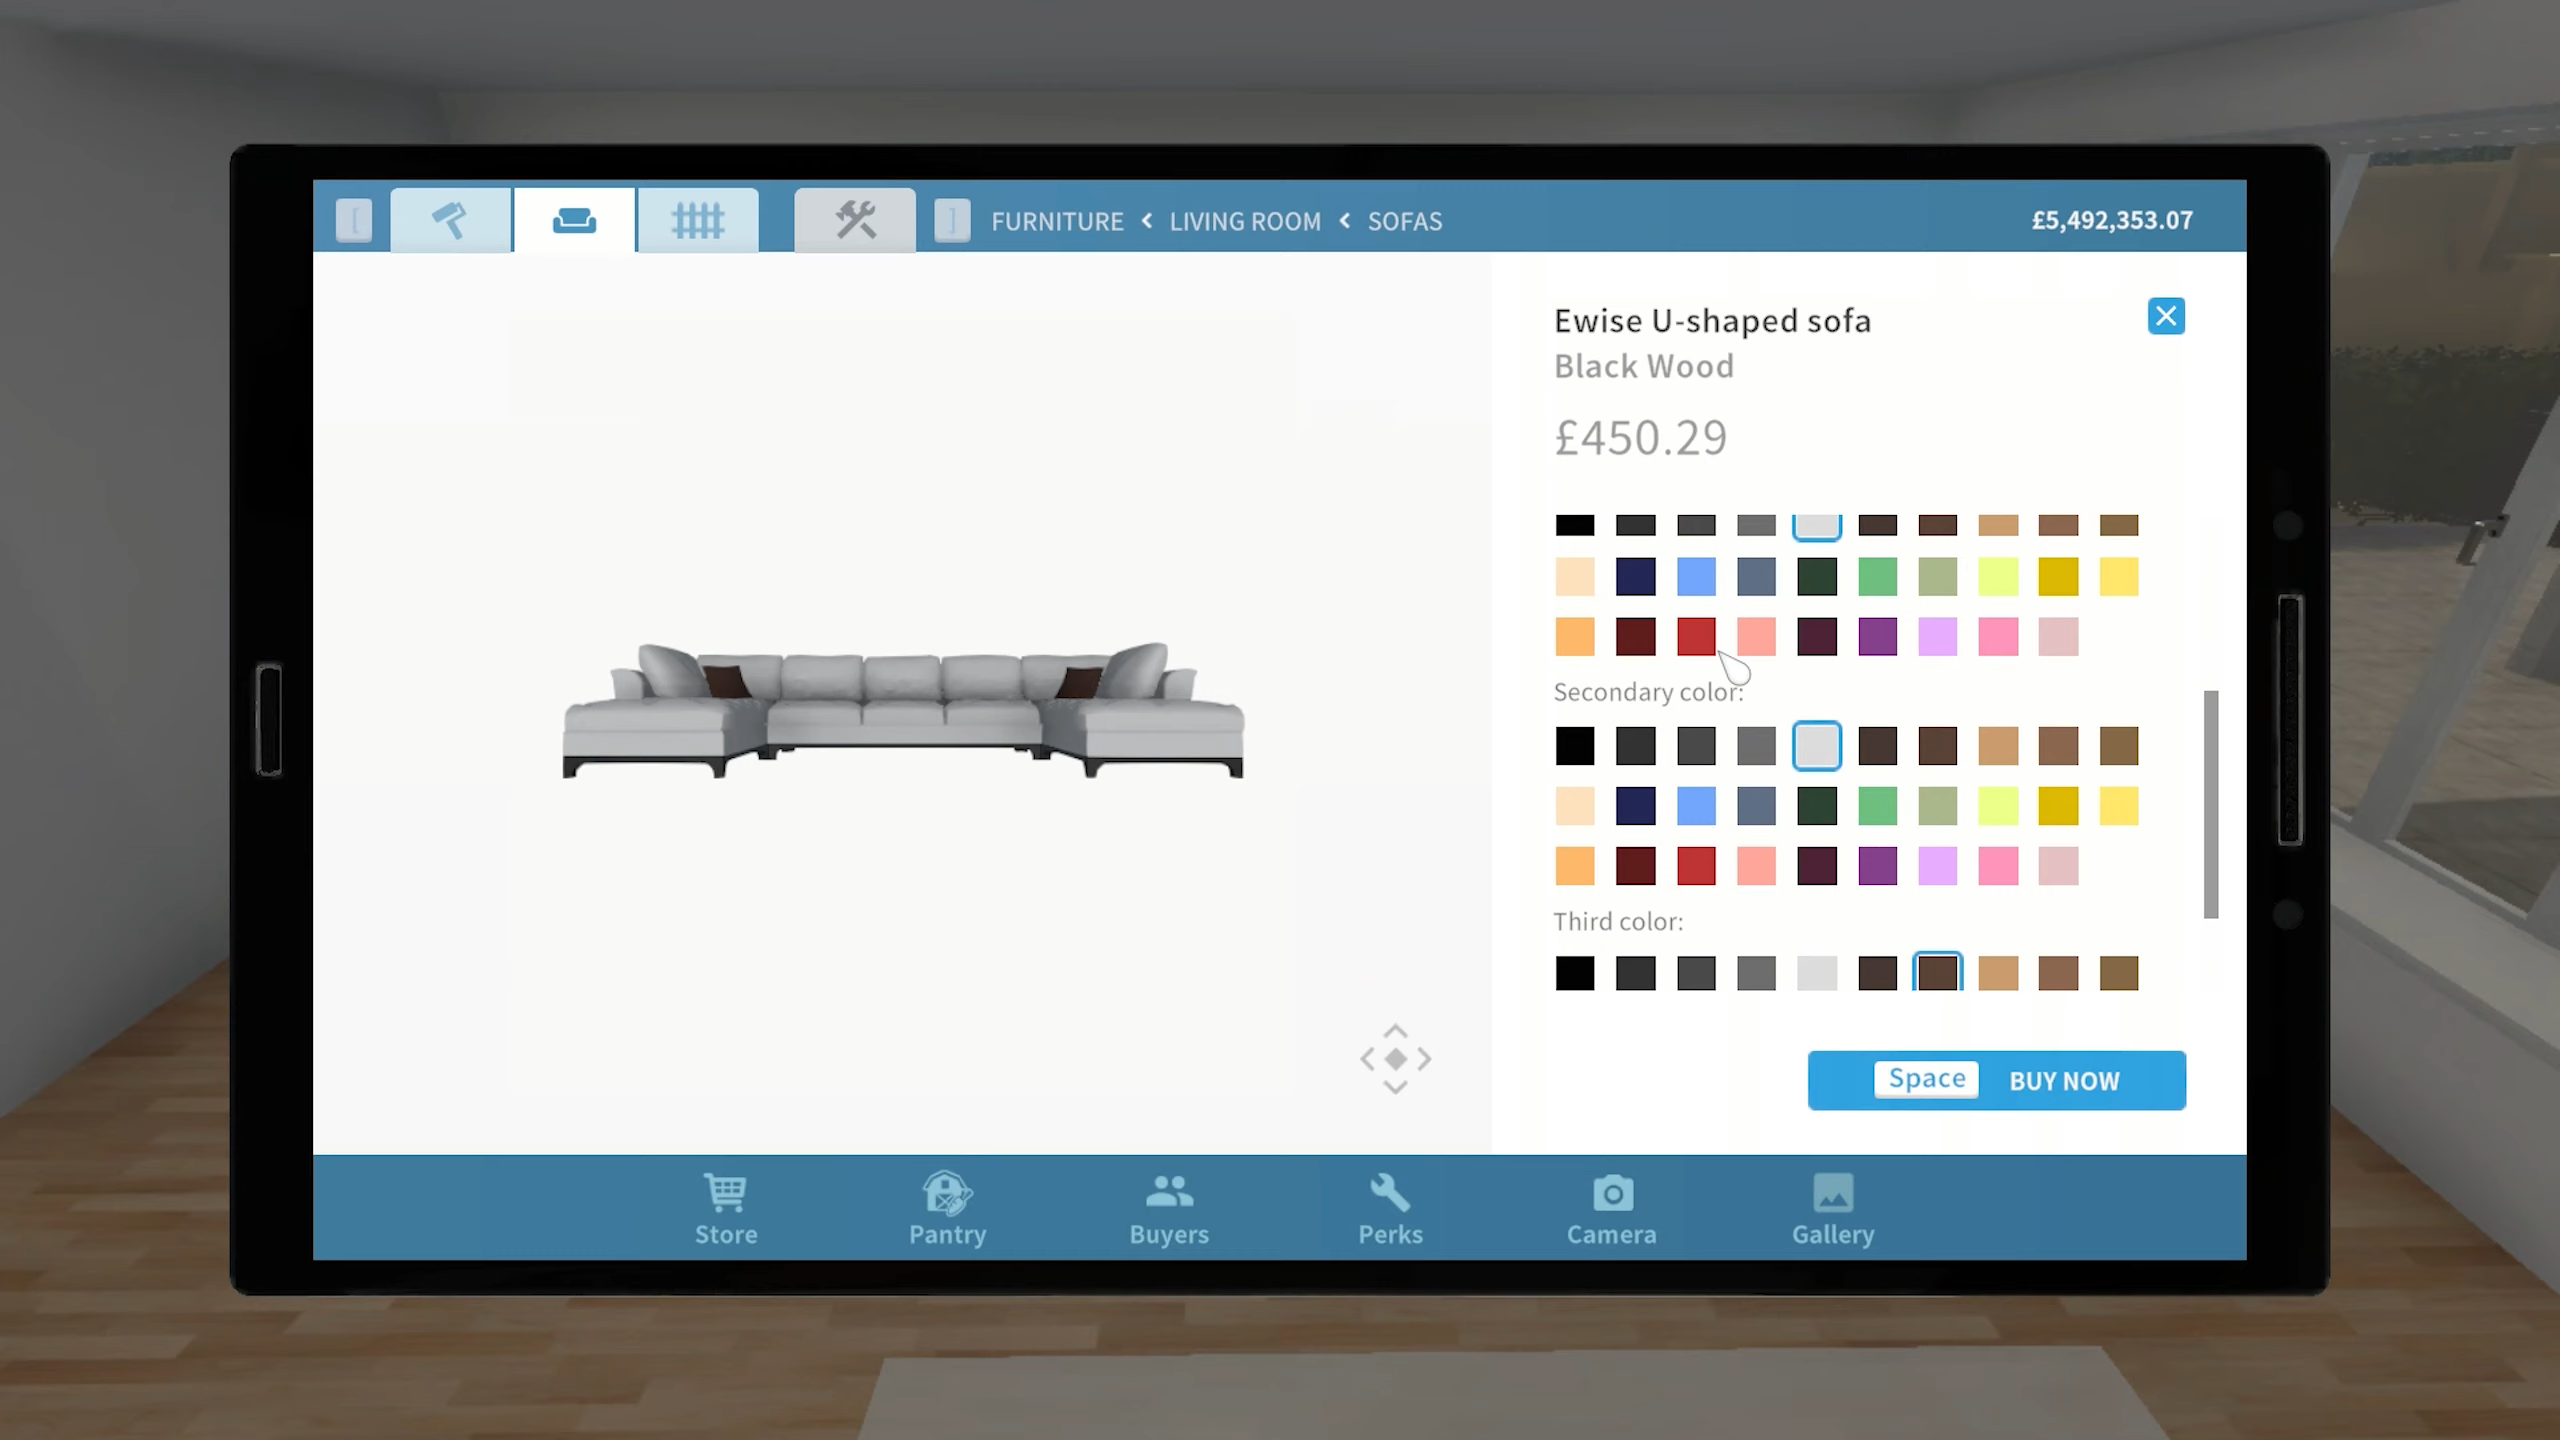 [
]
FURNITURE < LIVING ROOM < SOFAS
£5,492,353.07
Ewise U-shaped sofa
Black Wood
£450.29
Secondary color:
Third color:
Space BUY NOW
Store Pantry Buyers Perks Camera Gallery